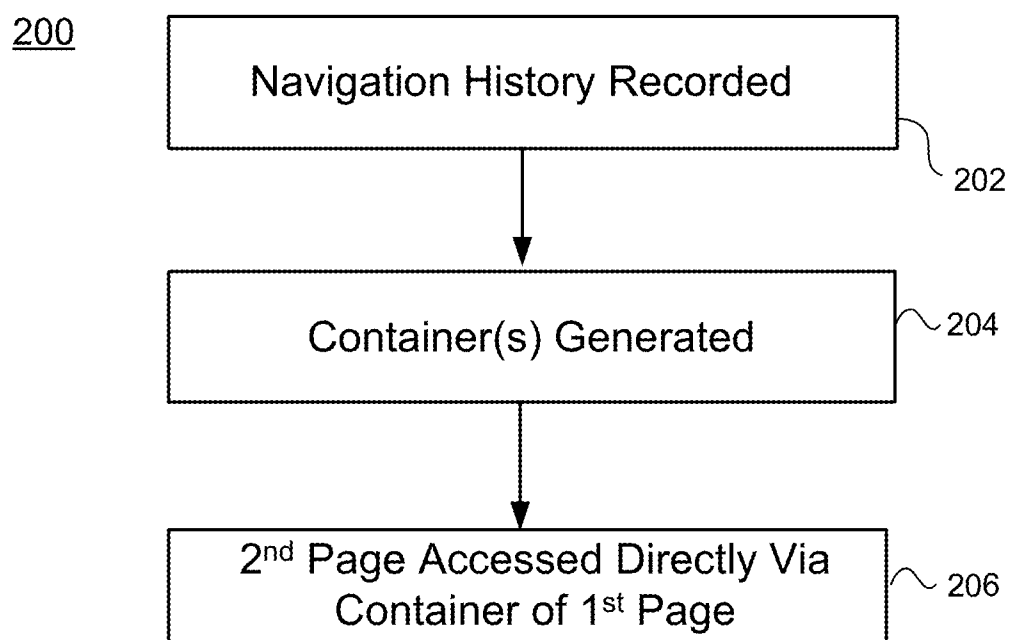 200
Navigation History Recorded
202
Container(s) Generated
204
2nd Page Accessed Directly Via
Container of 1st Page
206